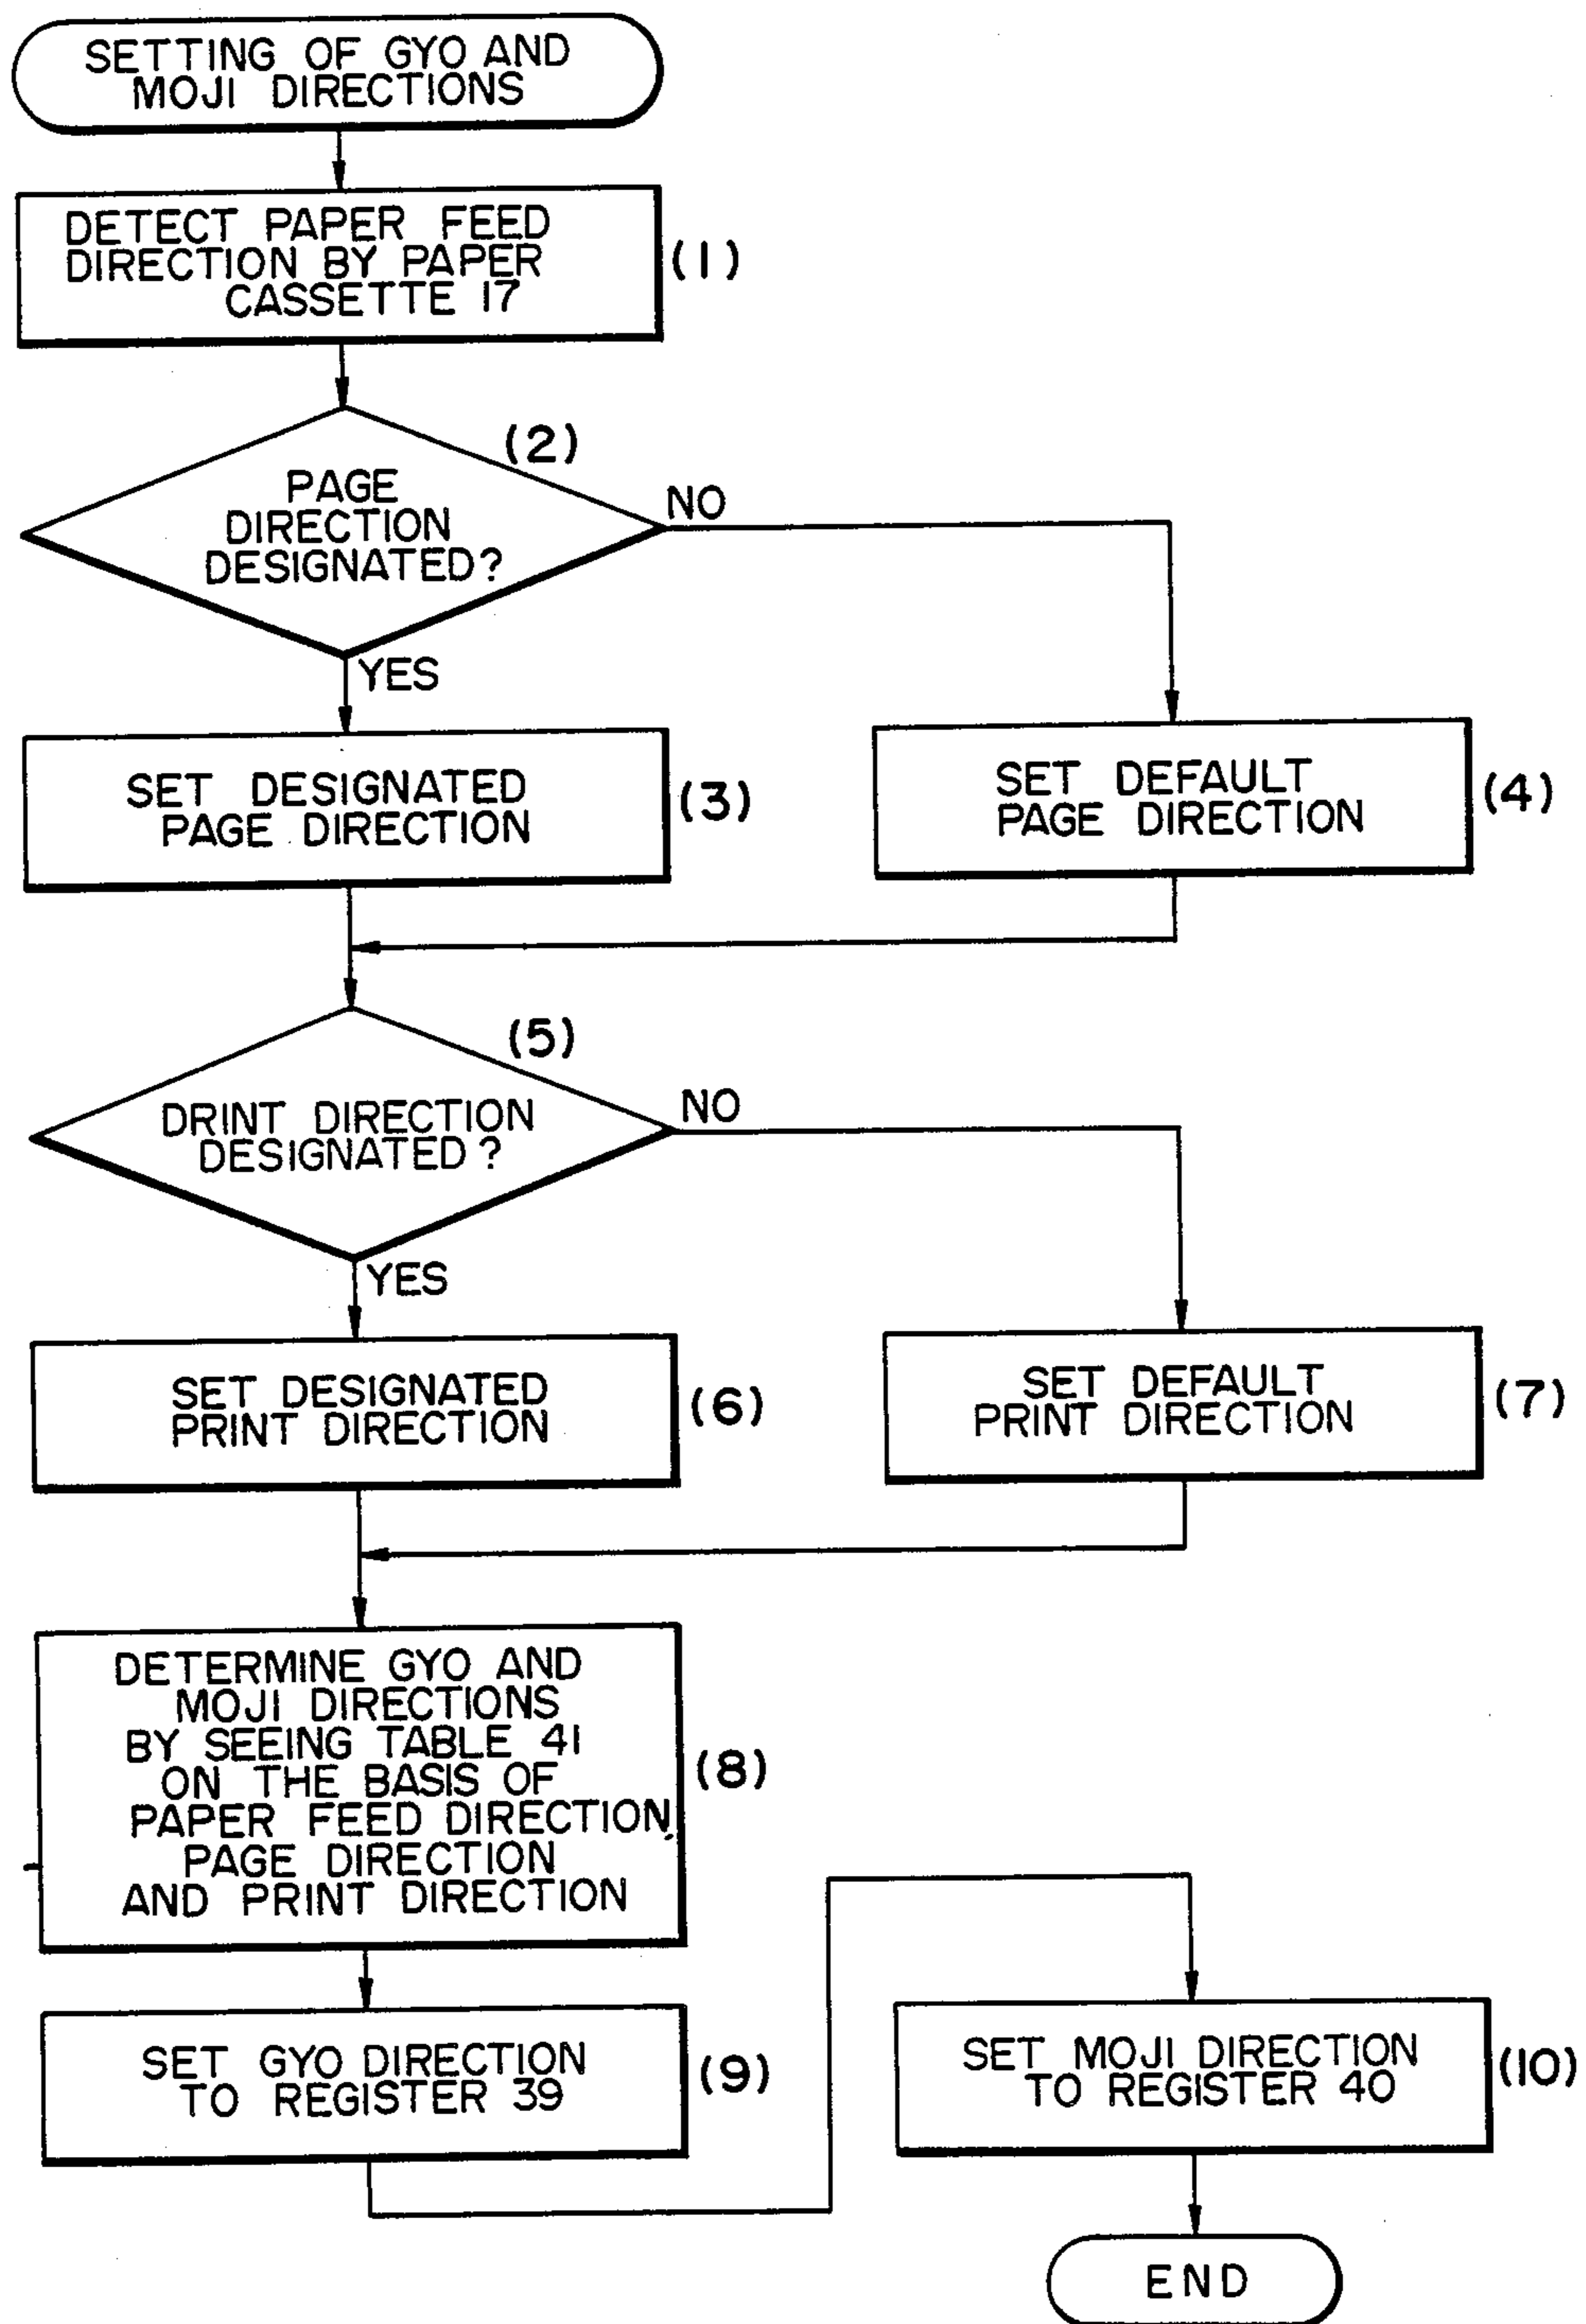 SETTING OF GYO AND
MOJI DIRECTIONS
DETECT PAPER FEED
DIRECTION BY PAPER
CASSETTE 17
(1)
(2)
PAGE
DIRECTION
DESIGNATED?
NO
YES
SET DESIGNATED
PAGE DIRECTION
(3)
SET DEFAULT
PAGE DIRECTION
(4)
(5)
DRINT DIRECTION
DESIGNATED?
NO
YES
SET DESIGNATED
PRINT DIRECTION
(6)
SET DEFAULT
PRINT DIRECTION
(7)
DETERMINE GYO AND
MOJI DIRECTIONS
BY SEEING TABLE 41
ON THE BASIS OF
PAPER FEED DIRECTION,
PAGE DIRECTION
AND PRINT DIRECTION
(8)
SET GYO DIRECTION
TO REGISTER 39
(9)
SET MOJI DIRECTION
TO REGISTER 40
(10)
END